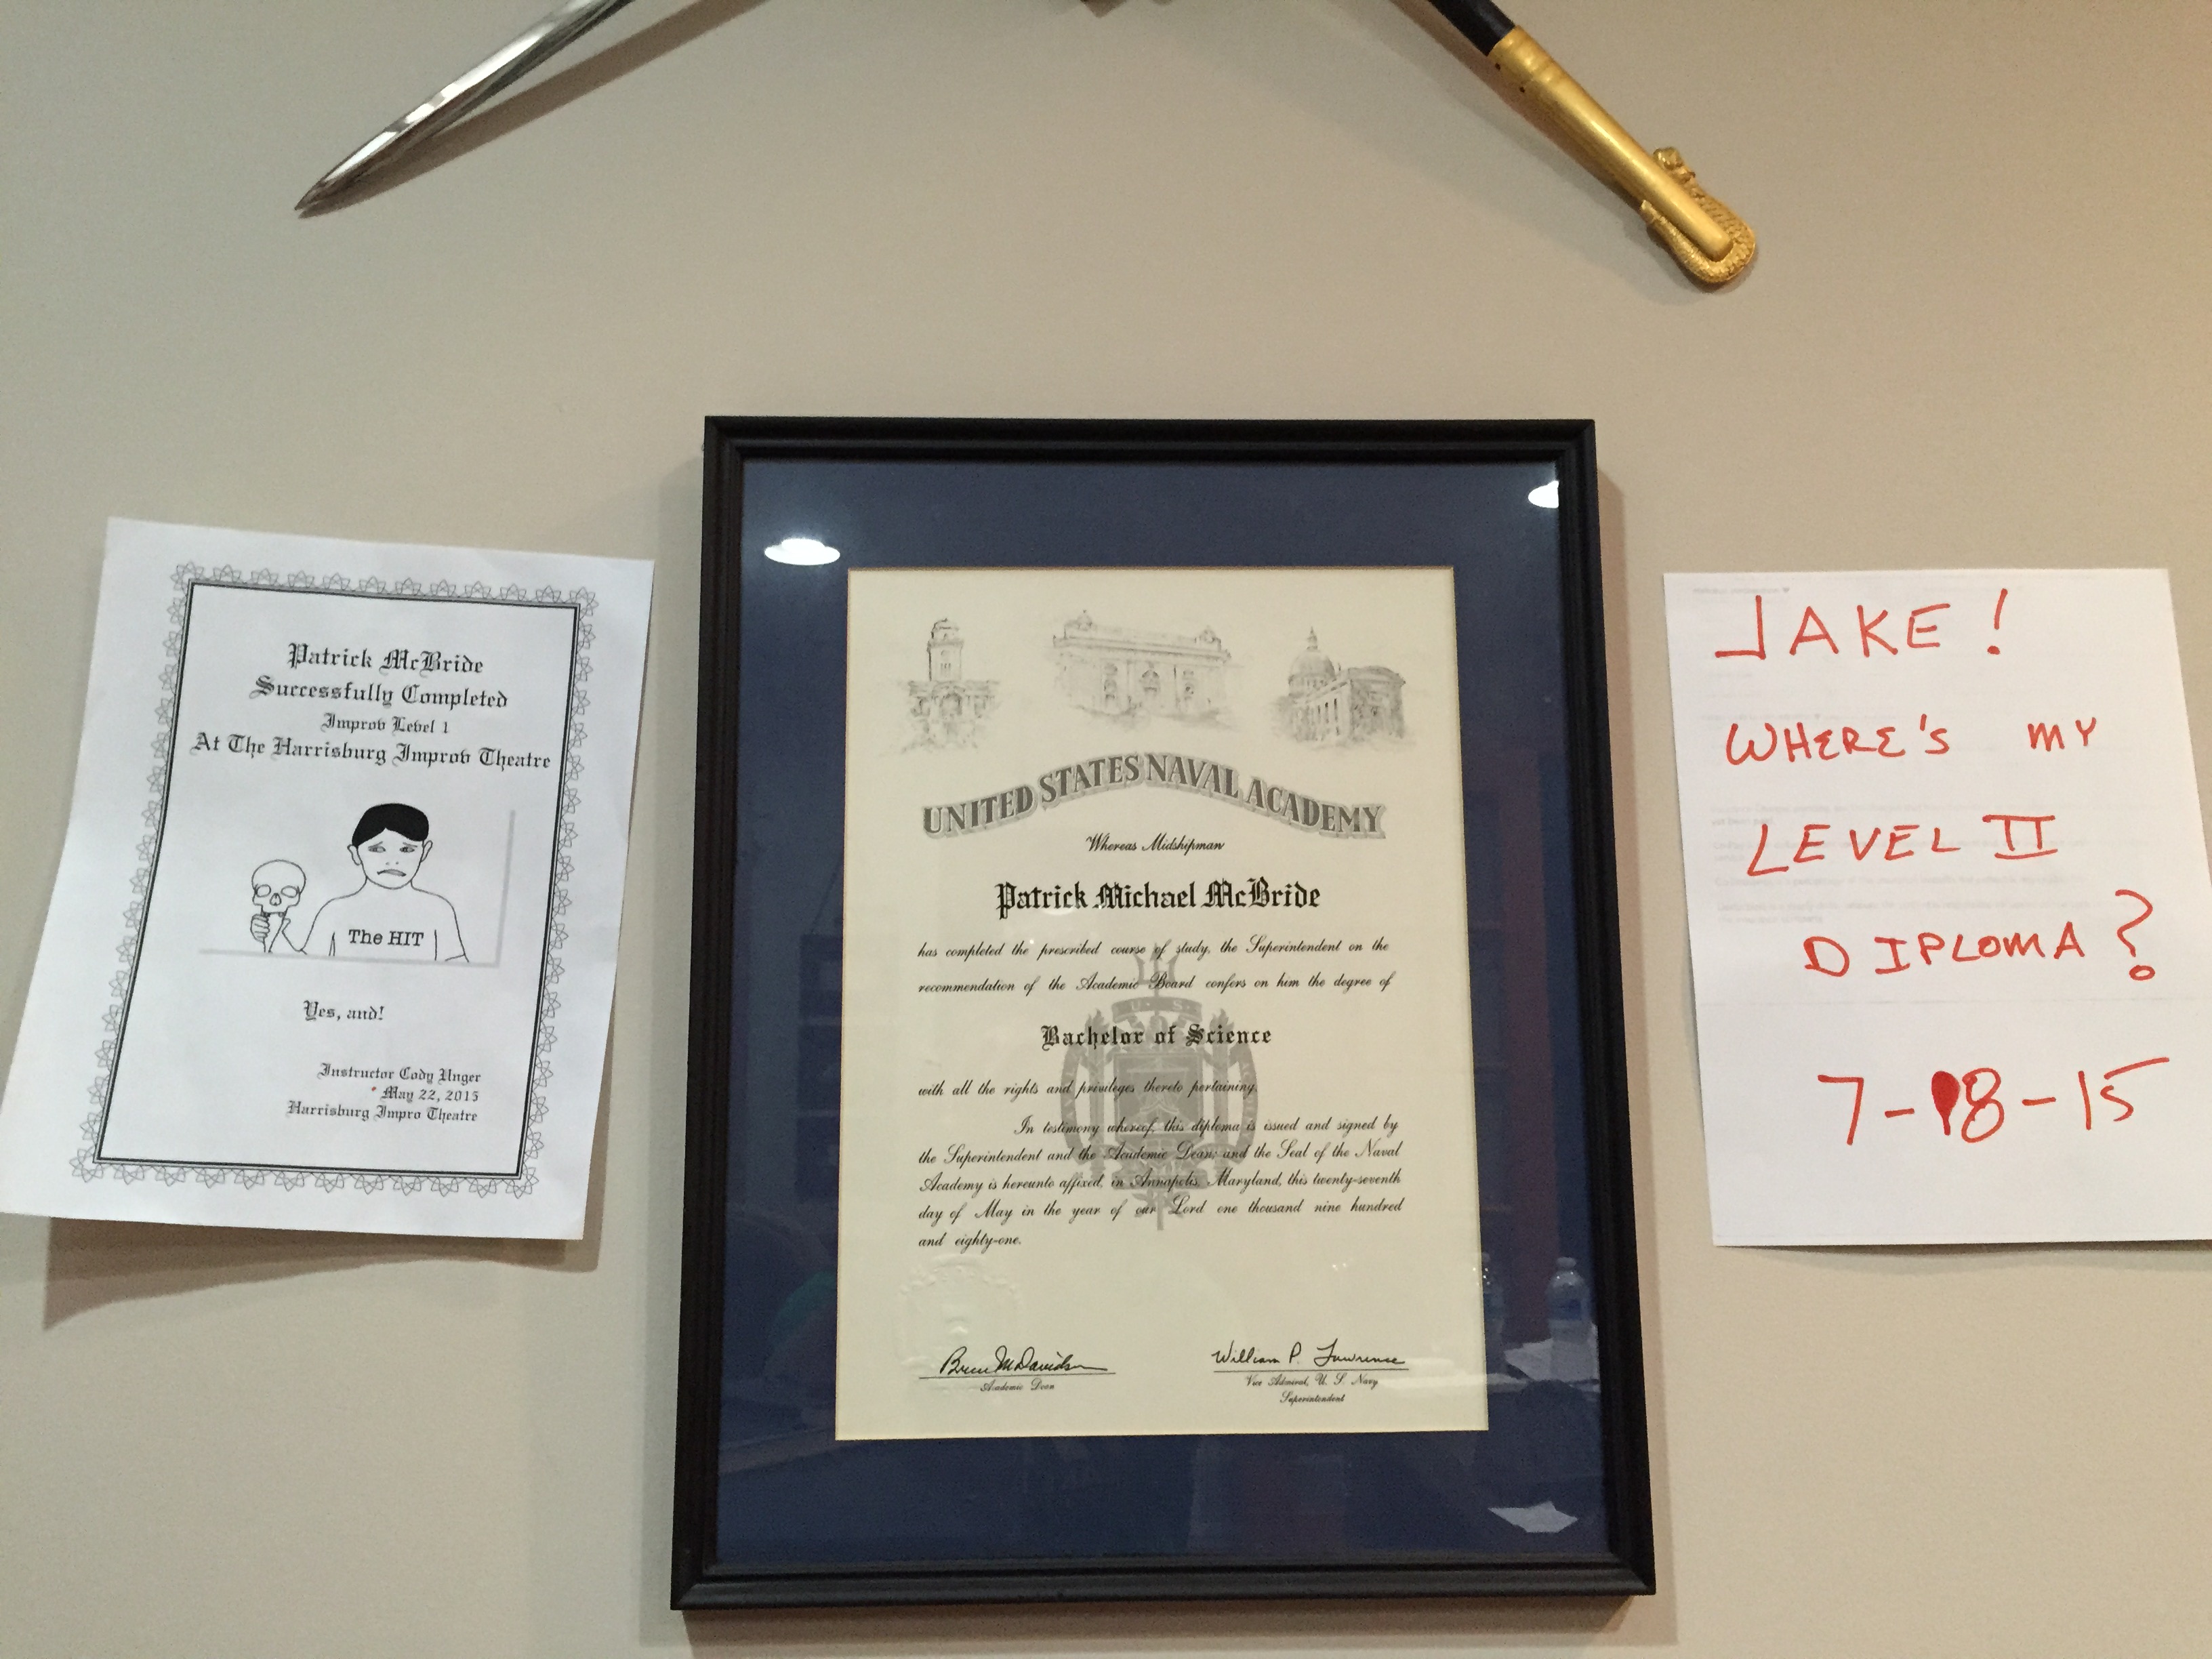 Patrick McBride
Successfully Completed
Improv Level 1
At The Harrisburg Improv Theatre
The HIT
Yes, and!
Instructor Cody Unger
May 22, 2015
Harrisburg Impro Theatre
UNITED STATES NAVAL ACADEMY
Whereas Midshipman
Patrick Michael McBride
has completed the prescribed course of study, the Superintendent on the
recommendation of the Academic Board confers on him the degree of
Bachelor of Science
with all the rights and privileges thereto pertaining.
In testimony whereof, this diploma is issued and signed by
the Superintendent and the Academic Dean; and the Seal of the Naval
Academy is hereunto affixed, in Annapolis, Maryland, this twenty-seventh
day of May in the year of our Lord one thousand nine hundred
and eighty-one.
Bruce M Davidson
Academic Dean
William P. Lawrence
Vice Admiral, U. S. Navy
Superintendent
JAKE!
WHERE'S MY
LEVEL II
DIPLOMA?
7-18-15